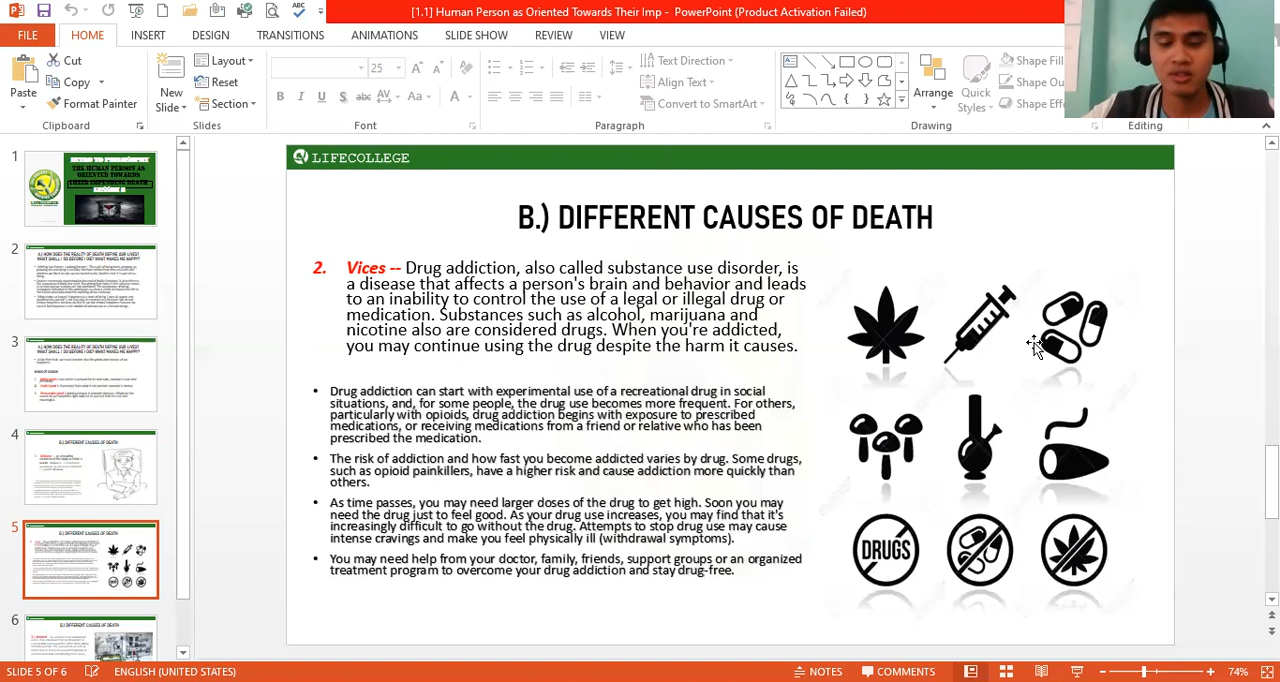 [1.1] Human Person as Oriented Towards Their Imp - PowerPoint (Product Activation Failed)
FILE HOME INSERT DESIGN TRANSITIONS ANIMATIONS SLIDE SHOW REVIEW VIEW
Paste
Cut
Copy
Format Painter
Clipboard
New
Slide
Layout
Reset
Section
Slides
25
B I U S abc AV Aa A
Font
Text Direction
Align Text
Convert to SmartArt
Paragraph
Arrange
Quick
Styles
Shape Fill
Shape Ou
Shape Effe
Drawing
Editing
1
2
3
4
5
6
LIFECOLLEGE
B.) DIFFERENT CAUSES OF DEATH
2. Vices -- Drug addiction, also called substance use disorder, is
a disease that affects a person's brain and behavior and leads
to an inability to control the use of a legal or illegal drug or
medication. Substances such as alcohol, marijuana and
nicotine also are considered drugs. When you're addicted,
you may continue using the drug despite the harm it causes.
• Drug addiction can start with experimental use of a recreational drug in social
situations, and, for some people, the drug use becomes more frequent. For others,
particularly with opioids, drug addiction begins with exposure to prescribed
medications, or receiving medications from a friend or relative who has been
prescribed the medication.
• The risk of addiction and how fast you become addicted varies by drug. Some drugs,
such as opioid painkillers, have a higher risk and cause addiction more quickly than
others.
• As time passes, you may need larger doses of the drug to get high. Soon you may
need the drug just to feel good. As your drug use increases, you may find that it's
increasingly difficult to go without the drug. Attempts to stop drug use may cause
intense cravings and make you feel physically ill (withdrawal symptoms).
• You may need help from your doctor, family, friends, support groups or an organized
treatment program to overcome your drug addiction and stay drug-free.
DRUGS
SLIDE 5 OF 6 ENGLISH (UNITED STATES) NOTES COMMENTS 74%